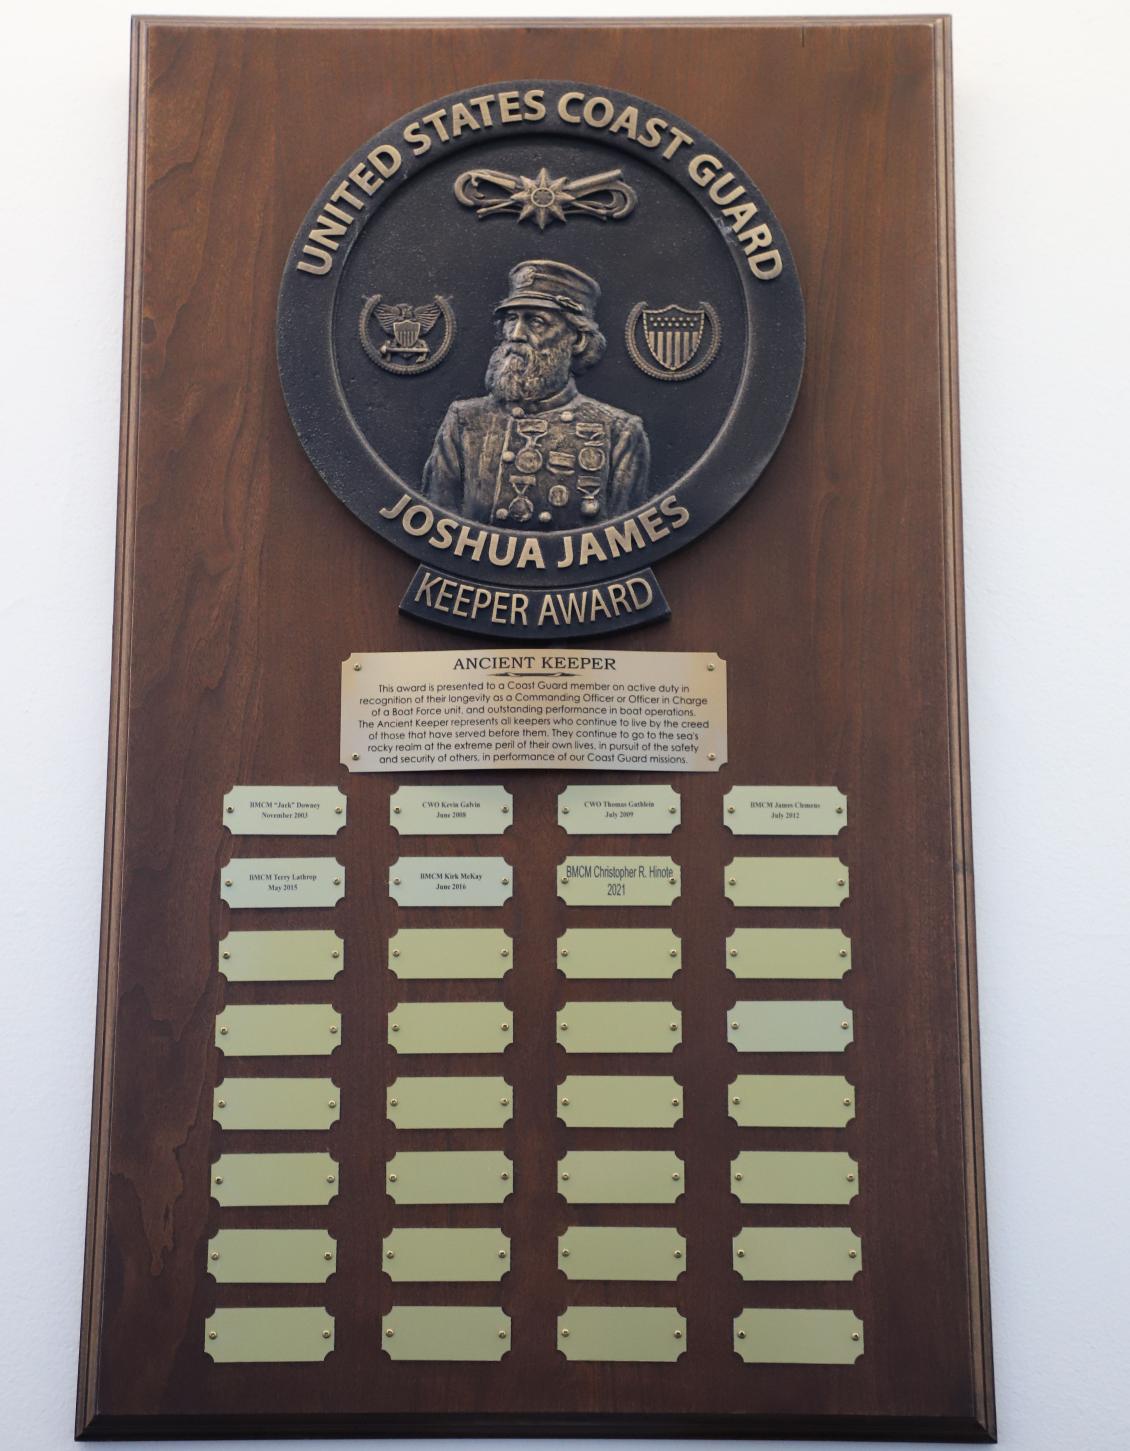 UNITED STATES COAST GUARD
JOSHUA JAMES
KEEPER AWARD
ANCIENT KEEPER
This award is presented to a Coast Guard member on active duty in
recognition of their longevity as a Commanding Officer or Officer in Charge
of a Boat Force unit, and outstanding performance in boat operations.
The Ancient Keeper represents all keepers who continue to live by the creed
of those that have served before them. They continue to go to the sea's
rocky realm at the extreme peril of their own lives, in pursuit of the safety
and security of others, in performance of our Coast Guard missions.
BMCM "Jack" Downey
November 2003
CWO Kevin Galvin
June 2008
CWO Thomas Guthlein
July 2009
BMCM James Clemens
July 2012
BMCM Terry Lathrop
May 2015
BMCM Kirk McKay
June 2016
BMCM Christopher R. Hinote
2021